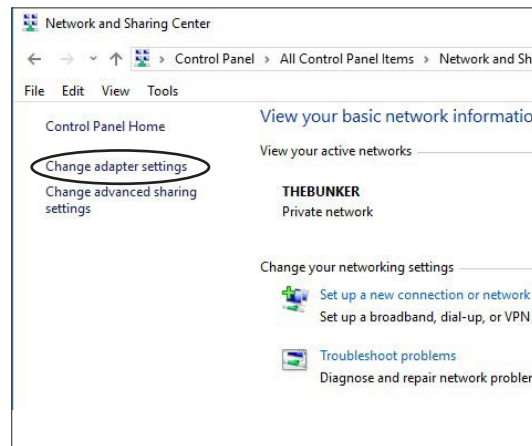 Network and Sharing Center
Control Panel > All Control Panel Items > Network and Sh
File Edit View Tools
Control Panel Home
Change adapter settings
Change advanced sharing
settings
View your basic network informatio
View your active networks
THEBUNKER
Private network
Change your networking settings
Set up a new connection or network
Set up a broadband, dial-up, or VPN
Troubleshoot problems
Diagnose and repair network probler